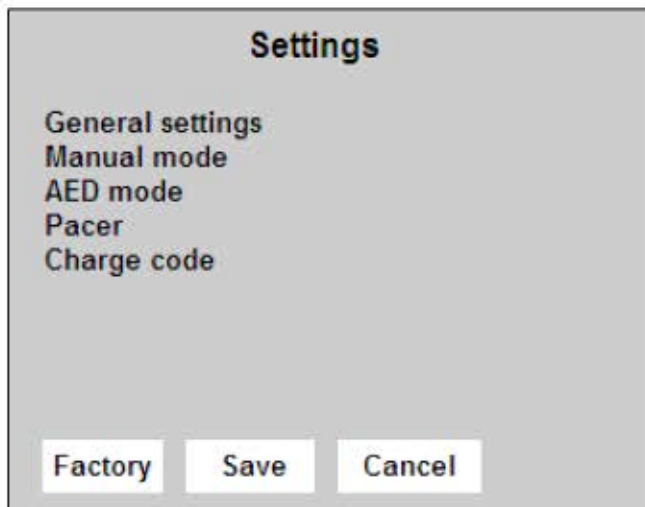 Settings
General settings
Manual mode
AED mode
Pacer
Charge code
Factory Save Cancel